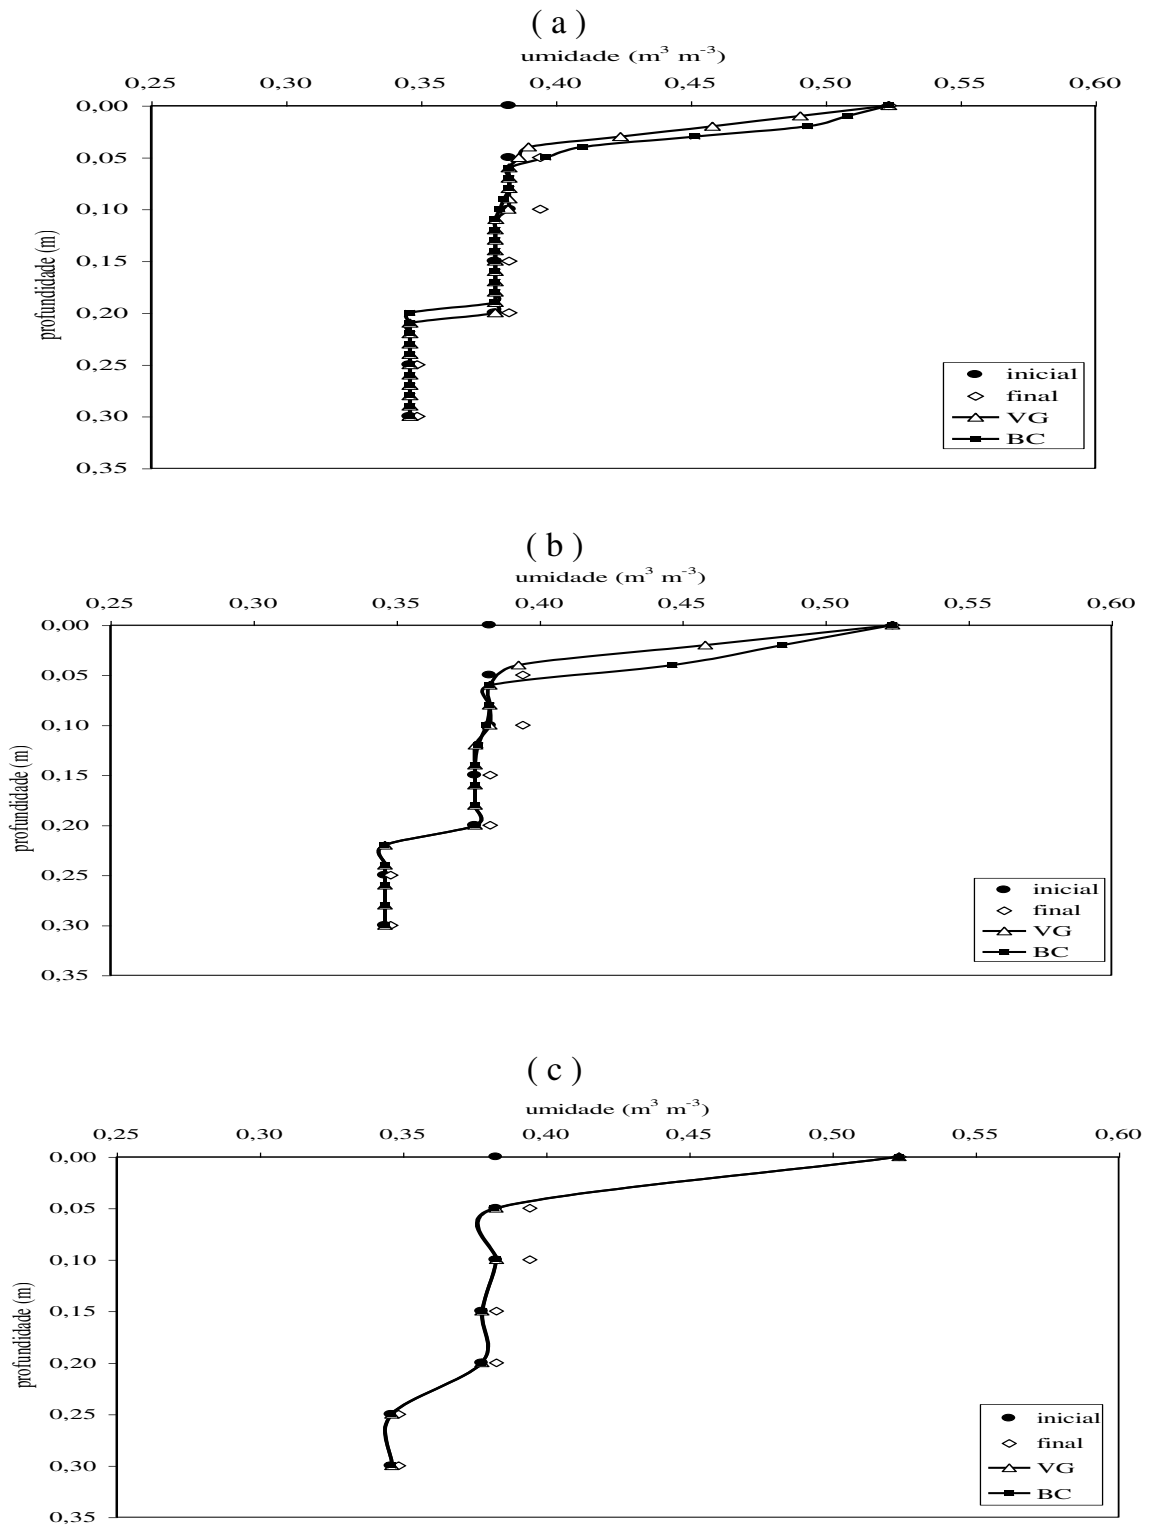 ( a )
umidade (m³ m⁻³)
0,25 0,30 0,35 0,40 0,45 0,50 0,55 0,60
0,00
0,05
0,10
0,15
0,20
0,25
0,30
0,35
profundidade (m)
inicial
final
VG
BC
( b )
umidade (m³ m⁻³)
0,25 0,30 0,35 0,40 0,45 0,50 0,55 0,60
0,00
0,05
0,10
0,15
0,20
0,25
0,30
0,35
profundidade (m)
inicial
final
VG
BC
( c )
umidade (m³ m⁻³)
0,25 0,30 0,35 0,40 0,45 0,50 0,55 0,60
0,00
0,05
0,10
0,15
0,20
0,25
0,30
0,35
profundidade (m)
inicial
final
VG
BC